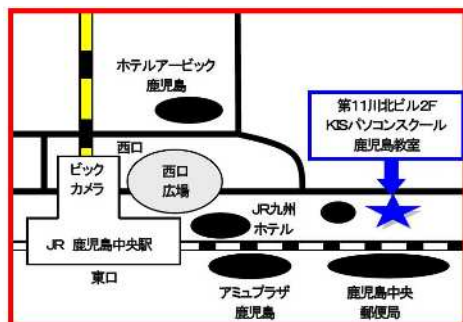 ホテルアービック
鹿児島
第11川北ビル2F
KISパソコンスクール
鹿児島教室
西口
ビック
カメラ
西口
広場
JR九州
ホテル
JR 鹿児島中央駅
東口
アミュプラザ
鹿児島
鹿児島中央
郵便局